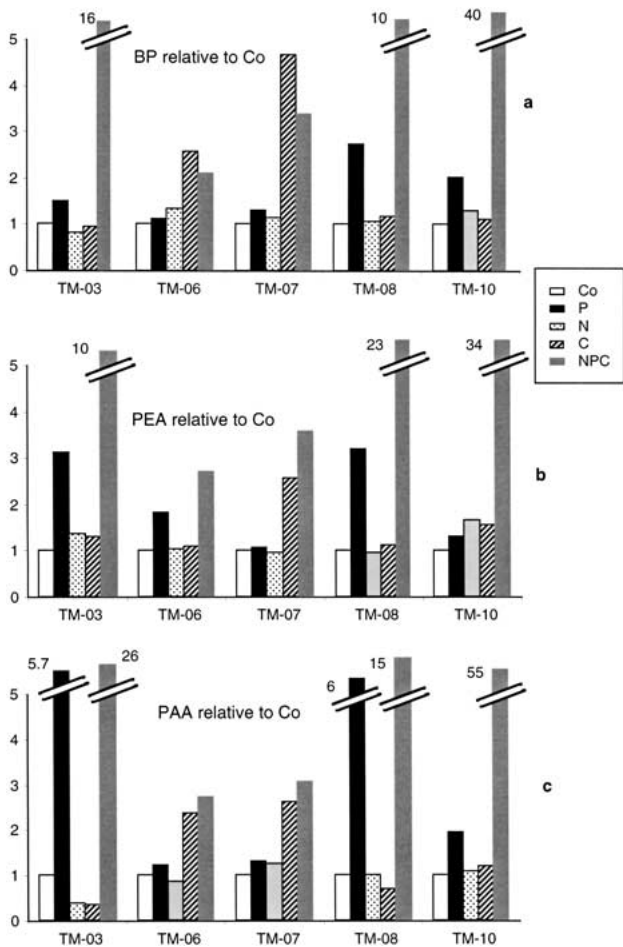 16 10 40
5
BP relative to Co
4
a
3
2
1
0
TM-03 TM-06 TM-07 TM-08 TM-10
Co
P
N
C
NPC
10 23 34
5
4
PEA relative to Co
3
b
2
1
0
TM-03 TM-06 TM-07 TM-08 TM-10
5.7 26 6 15 55
5
PAA relative to Co
4
3
c
2
1
0
TM-03 TM-06 TM-07 TM-08 TM-10